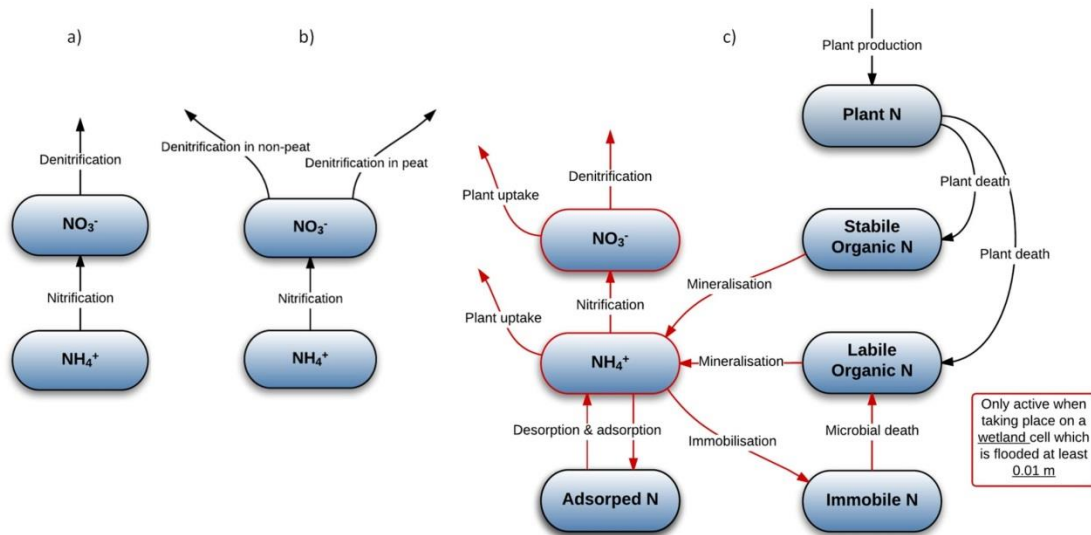 a)
Denitrification
NO₃⁻
Nitrification
NH₄⁺
b)
Denitrification in non-peat
Denitrification in peat
NO₃⁻
Nitrification
NH₄⁺
c)
Plant production
Plant N
Plant death
Plant death
Denitrification
Plant uptake
NO₃⁻
Stabile
Organic N
Mineralisation
Nitrification
Plant uptake
NH₄⁺
Mineralisation
Labile
Organic N
Desorption & adsorption
Immobilisation
Microbial death
Adsorped N
Immobile N
Only active when
taking place on a
wetland cell which
is flooded at least
0.01 m